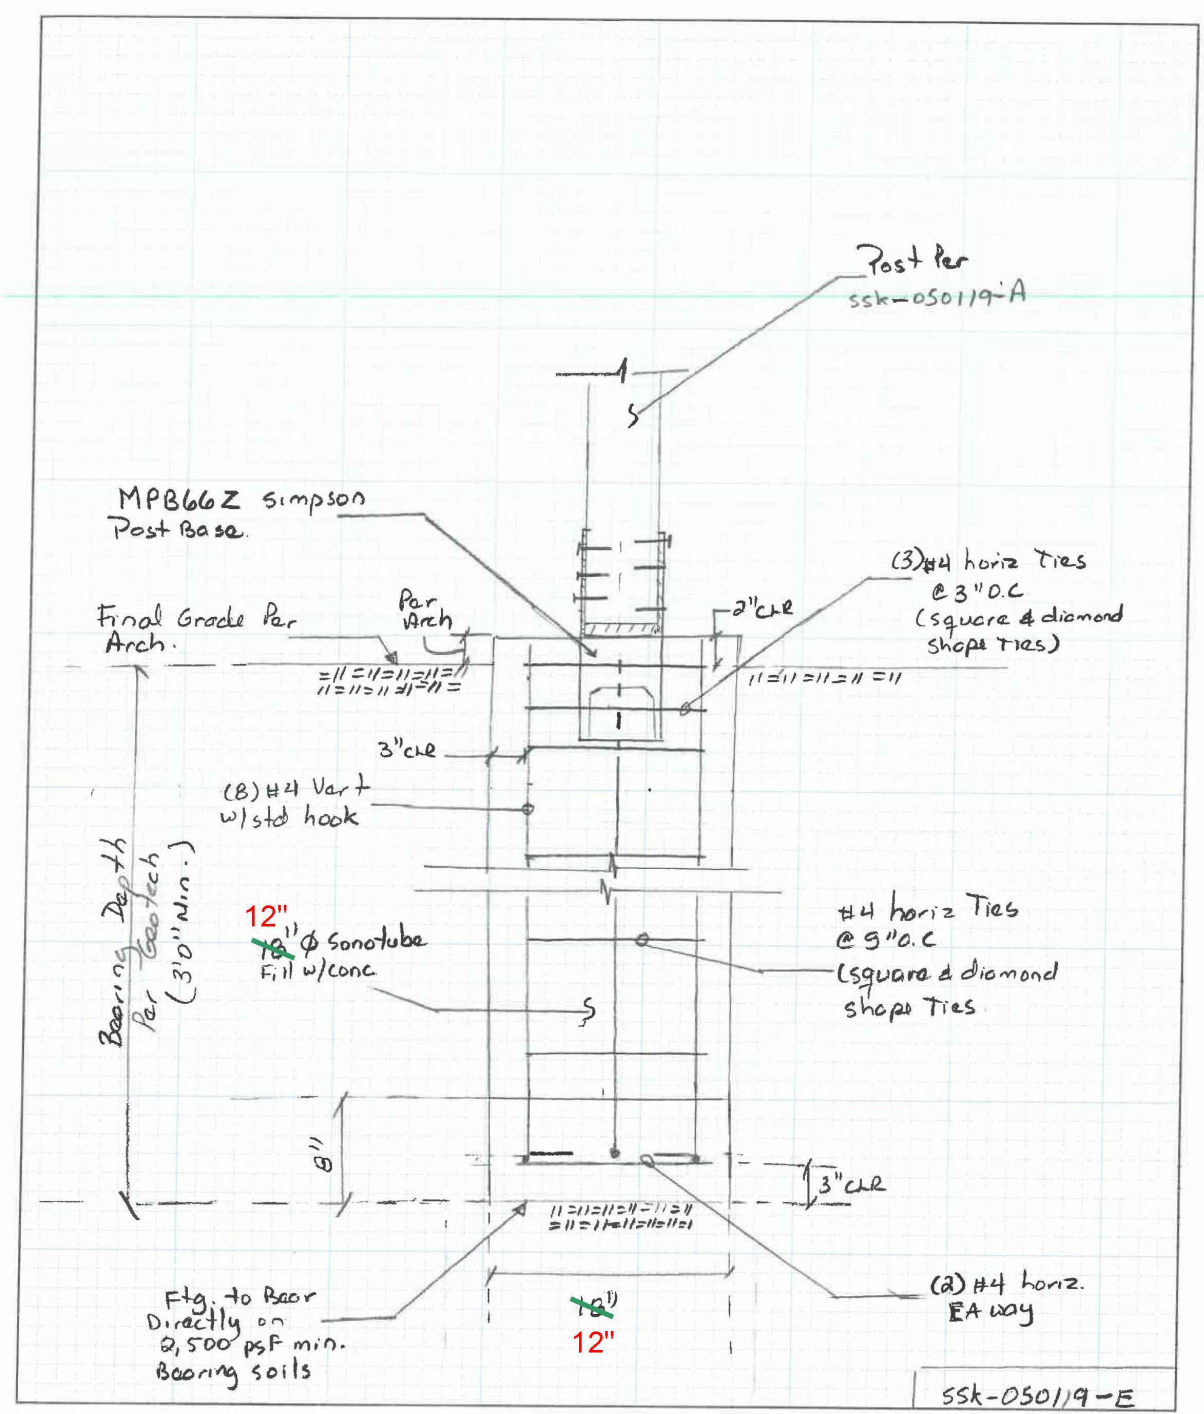 Post Per
ssk-050119-A
MPB66Z Simpson
Post Base.
(3)#4 horiz Ties
@ 3"O.C
(square & diamond
shape Ties)
2"CLR
Per
Arch
Final Grade Per
Arch.
3"CLR
(8) #4 Vert
w/std hook
Bearing Depth
Per Geotech
(3'0" Min.)
12"
18" Ø Sonotube
Fill w/conc
#4 horiz Ties
@ 9"O.C
(square & diamond
shape Ties
8"
3"CLR
Ftg. to Bear
Directly on
2,500 psf min.
Bearing soils
18"
12"
(2) #4 horiz.
EA way
SSK-050119-E